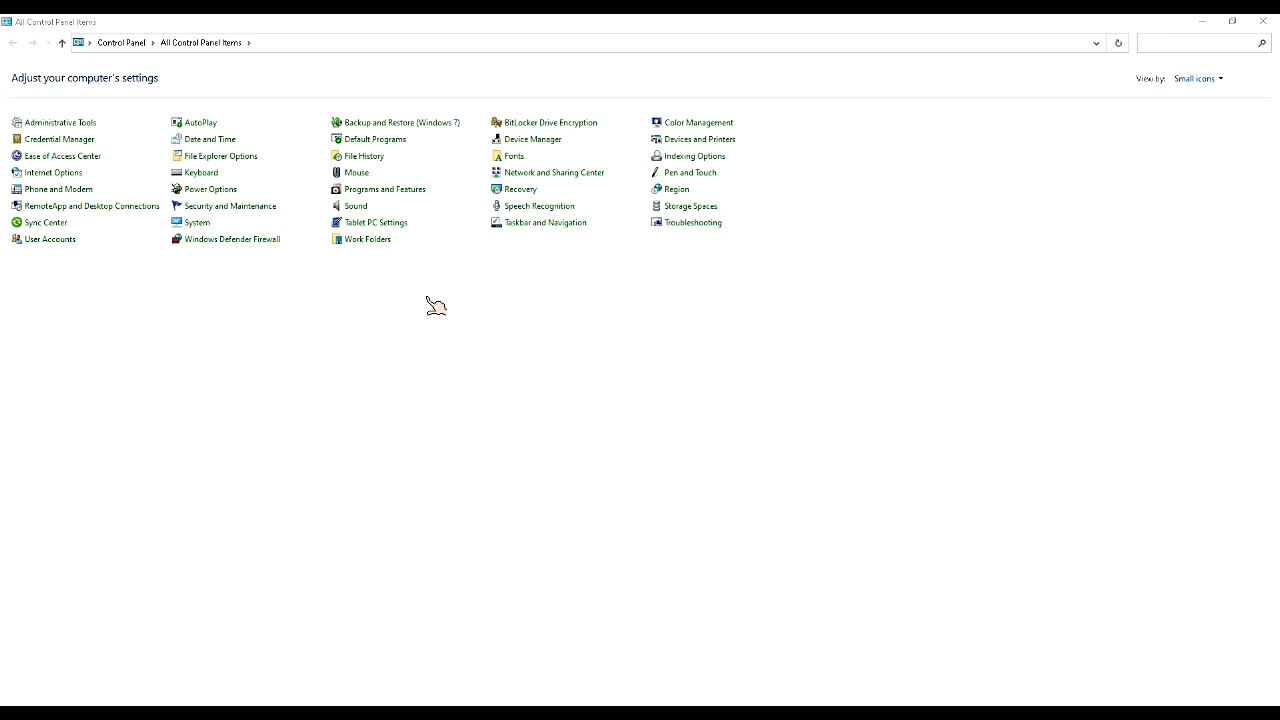 All Control Panel Items
Control Panel All Control Panel Items
Adjust your computer's settings
View by: Small icons
Administrative Tools AutoPlay Backup and Restore (Windows 7) BitLocker Drive Encryption Color Management
Credential Manager Date and Time Default Programs Device Manager Devices and Printers
Ease of Access Center File Explorer Options File History Fonts Indexing Options
Internet Options Keyboard Mouse Network and Sharing Center Pen and Touch
Phone and Modem Power Options Programs and Features Recovery Region
RemoteApp and Desktop Connections Security and Maintenance Sound Speech Recognition Storage Spaces
Sync Center System Tablet PC Settings Taskbar and Navigation Troubleshooting
User Accounts Windows Defender Firewall Work Folders